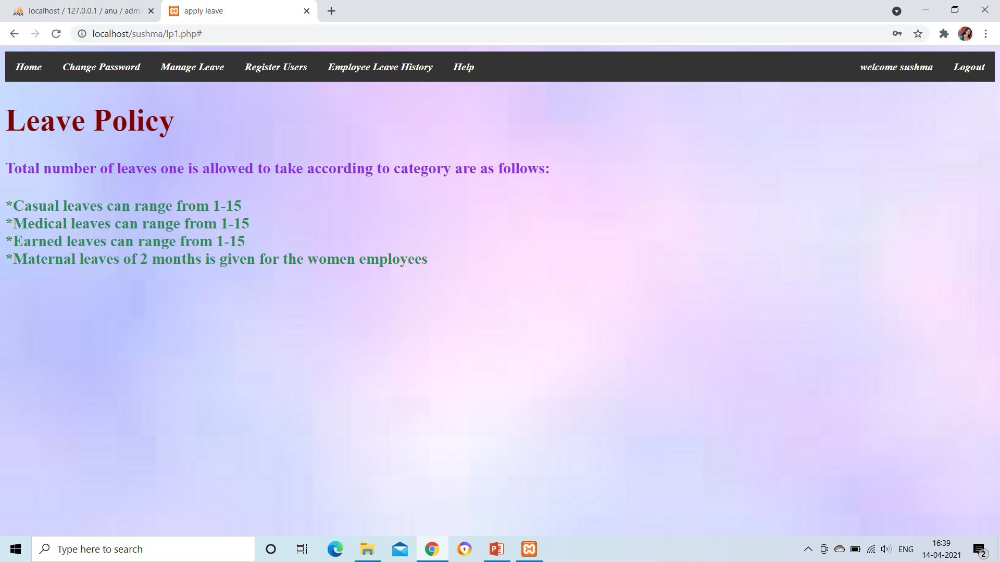 localhost / 127.0.0.1 / anu / admi
apply leave
localhost/sushma/lp1.php#
Home Change Password Manage Leave Register Users Employee Leave History Help welcome sushma Logout
Leave Policy
Total number of leaves one is allowed to take according to category are as follows:
*Casual leaves can range from 1-15
*Medical leaves can range from 1-15
*Earned leaves can range from 1-15
*Maternal leaves of 2 months is given for the women employees
Type here to search
ENG
16:39
14-04-2021
2